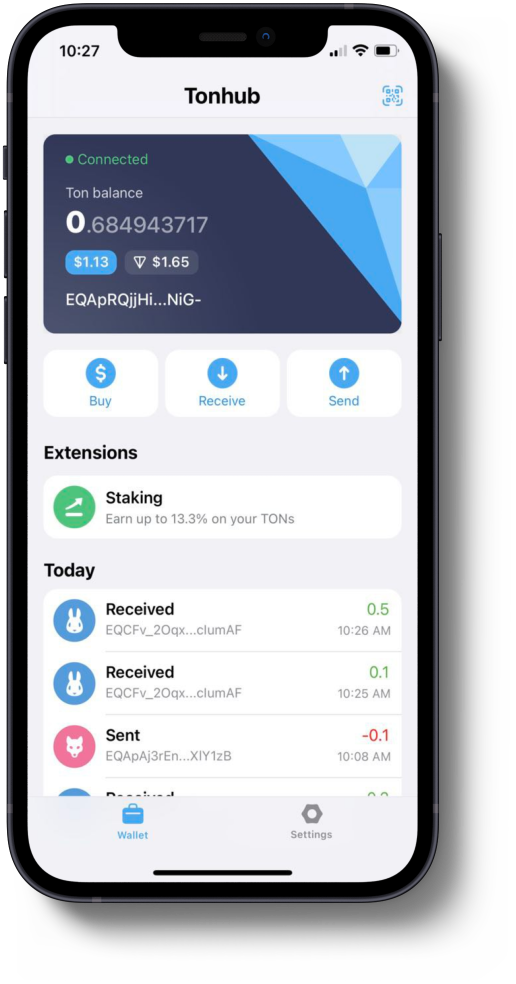 10:27
Tonhub
Connected
Ton balance
0.684943717
$1.13 $1.65
EQApRQjjHi...NiG-
Buy Receive Send
Extensions
Staking
Earn up to 13.3% on your TONs
Today
Received 0.5
EQCFv_2Oqx...clumAF 10:26 AM
Received 0.1
EQCFv_2Oqx...clumAF 10:25 AM
Sent -0.1
EQApAj3rEn...XlY1zB 10:08 AM
Received
Wallet Settings